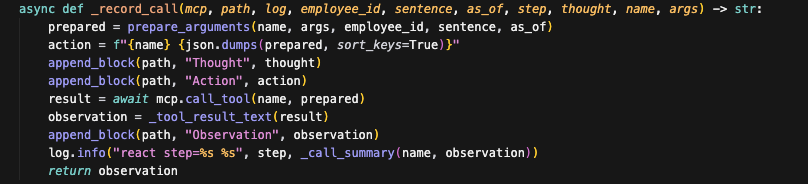 async def _record_call(mcp, path, log, employee_id, sentence, as_of, step, thought, name, args) -> str:
    prepared = prepare_arguments(name, args, employee_id, sentence, as_of)
    action = f"{name} {json.dumps(prepared, sort_keys=True)}"
    append_block(path, "Thought", thought)
    append_block(path, "Action", action)
    result = await mcp.call_tool(name, prepared)
    observation = _tool_result_text(result)
    append_block(path, "Observation", observation)
    log.info("react step=%s %s", step, _call_summary(name, observation))
    return observation